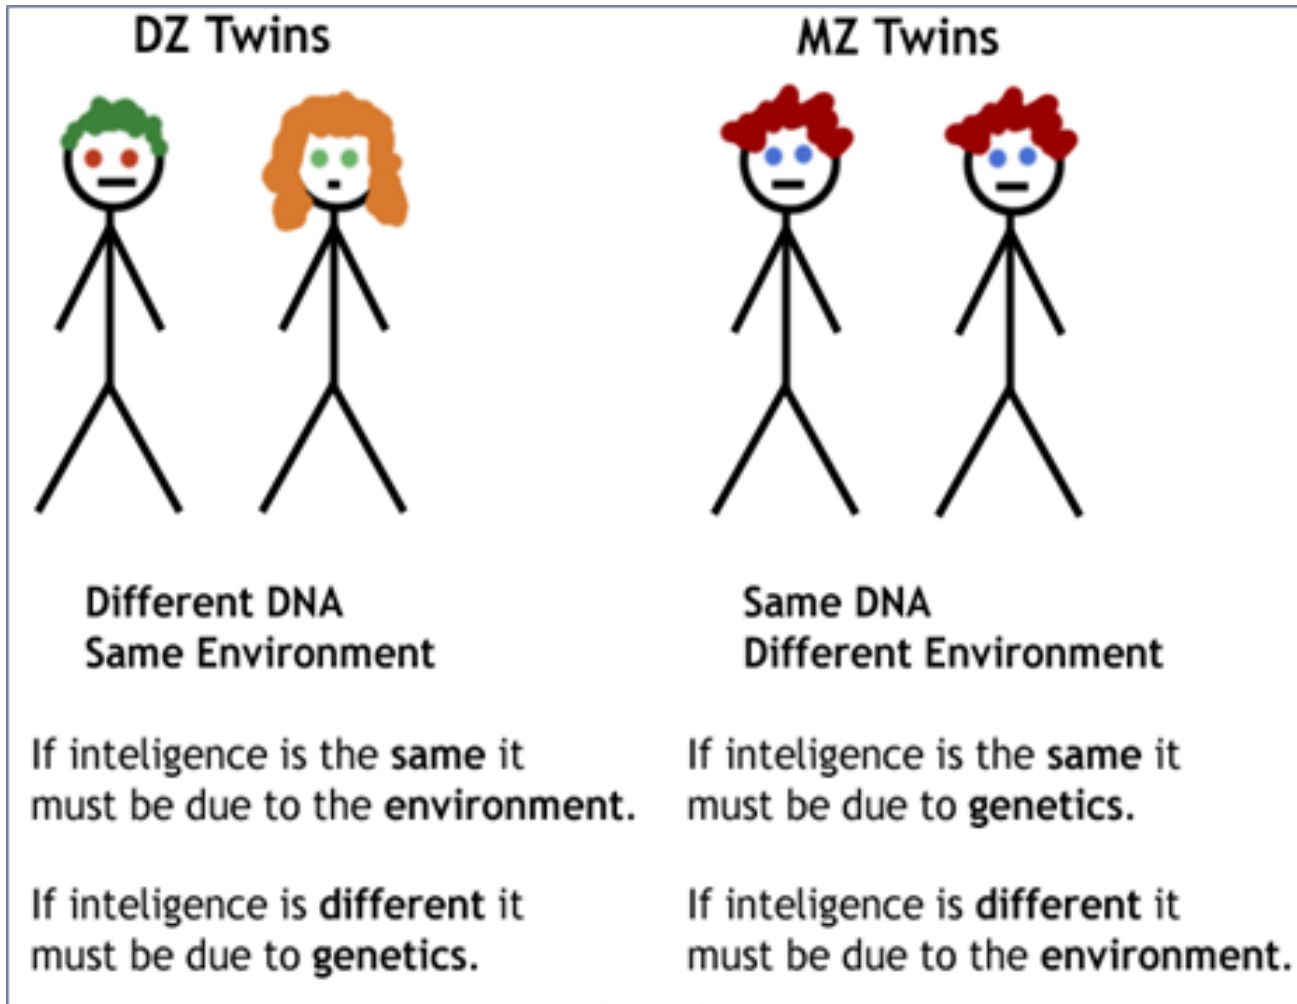 DZ Twins
MZ Twins
Different DNA
Same Environment
If inteligence is the same it
must be due to the environment.
If inteligence is different it
must be due to genetics.
Same DNA
Different Environment
If inteligence is the same it
must be due to genetics.
If inteligence is different it
must be due to the environment.